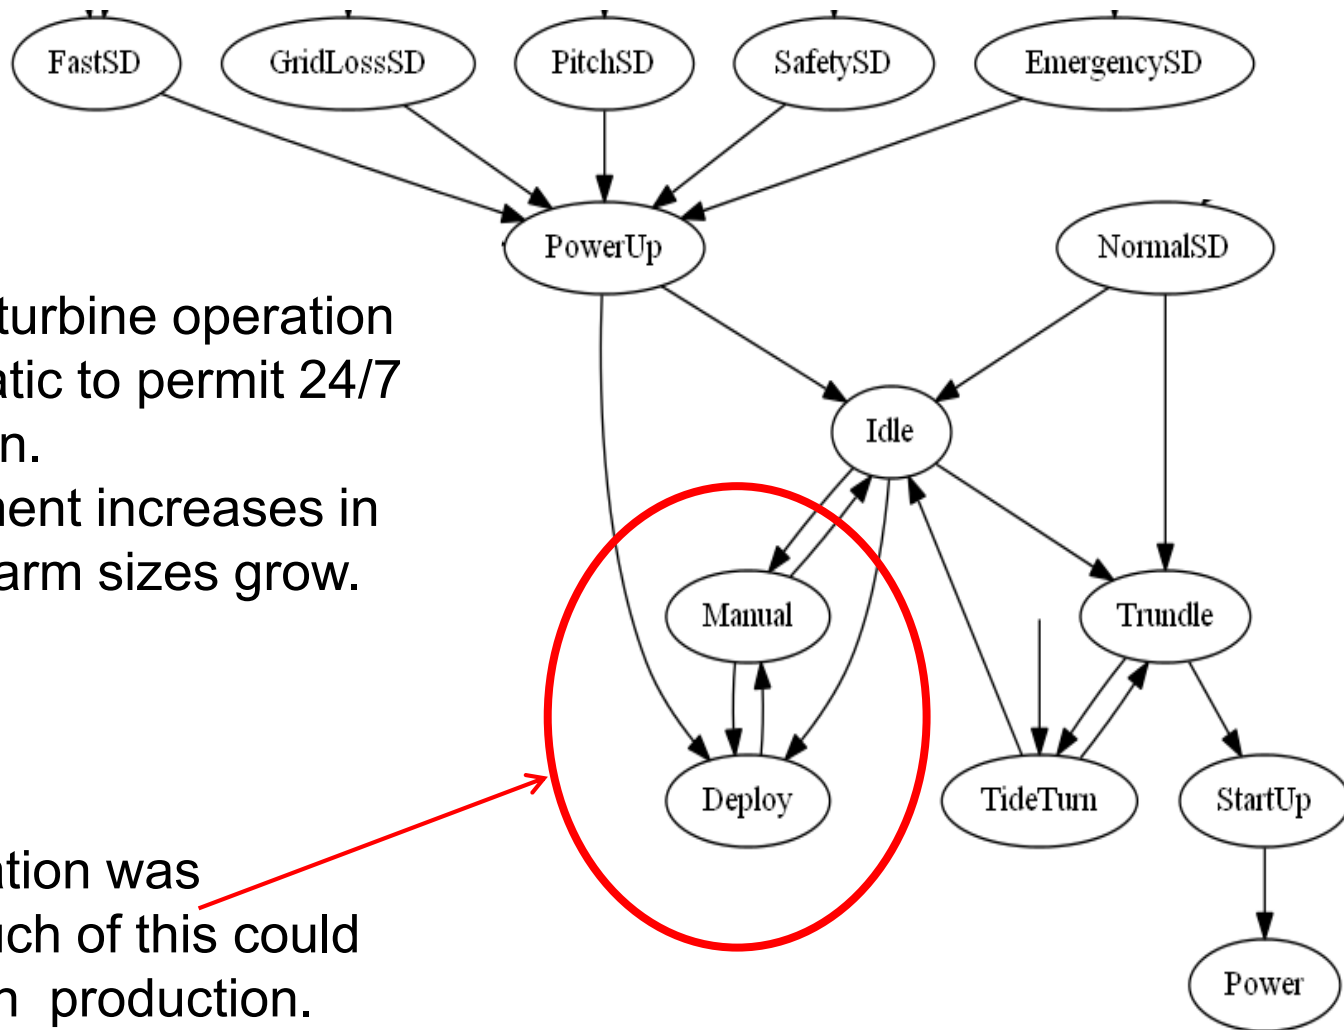 FastSD GridLossSD PitchSD SafetySD EmergencySD
PowerUp NormalSD
turbine operation
atic to permit 24/7
n.
Idle
nent increases in
arm sizes grow.
Manual Trundle
Deploy TideTurn StartUp
ation was
uch of this could
n production.
Power